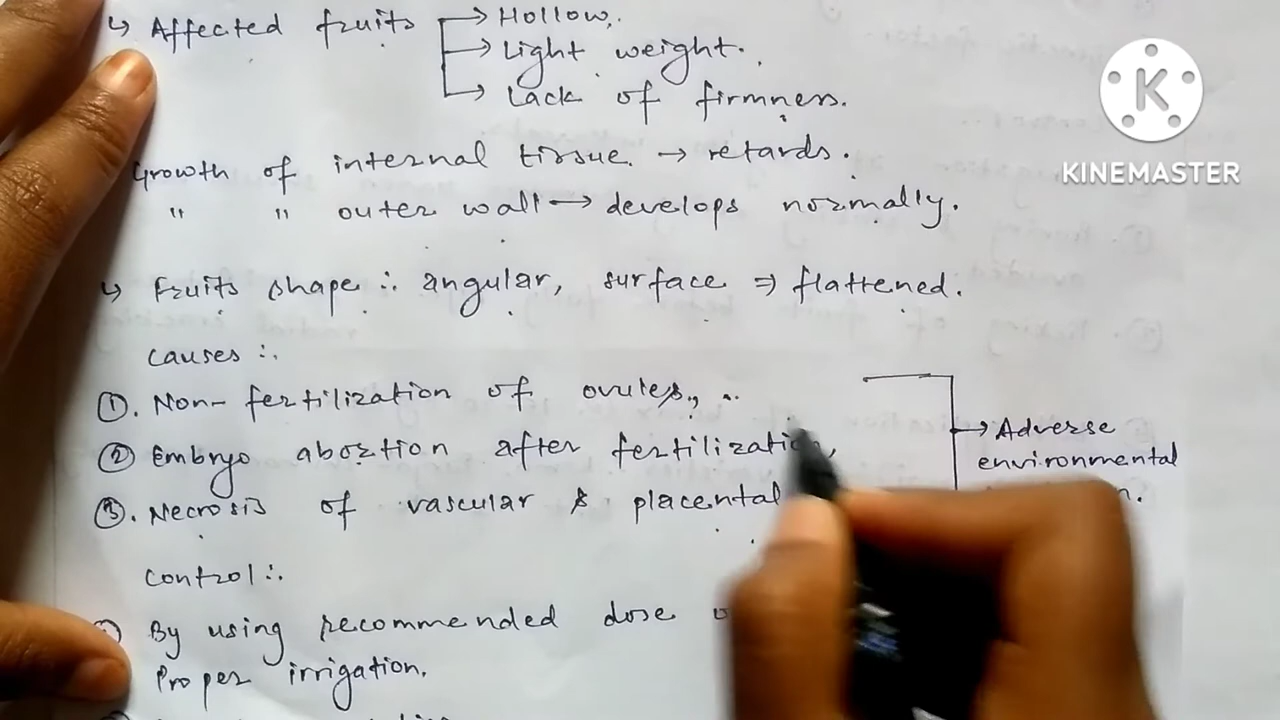 ↳ Affected fruits → Hollow.
→ Light weight.
→ Lack of firmness.
Growth of internal tissue. → retards.
" " outer wall → develops normally.
↳ Fruits shape :. angular, surface ⇒ flattened.
Causes :.
①. Non-fertilization of ovules,
② Embryo abortion after fertilization,
③. Necrosis of vascular & placental
→ Adverse
environmental
Control :.
By using recommended dose
Proper irrigation.
K
KINEMASTER